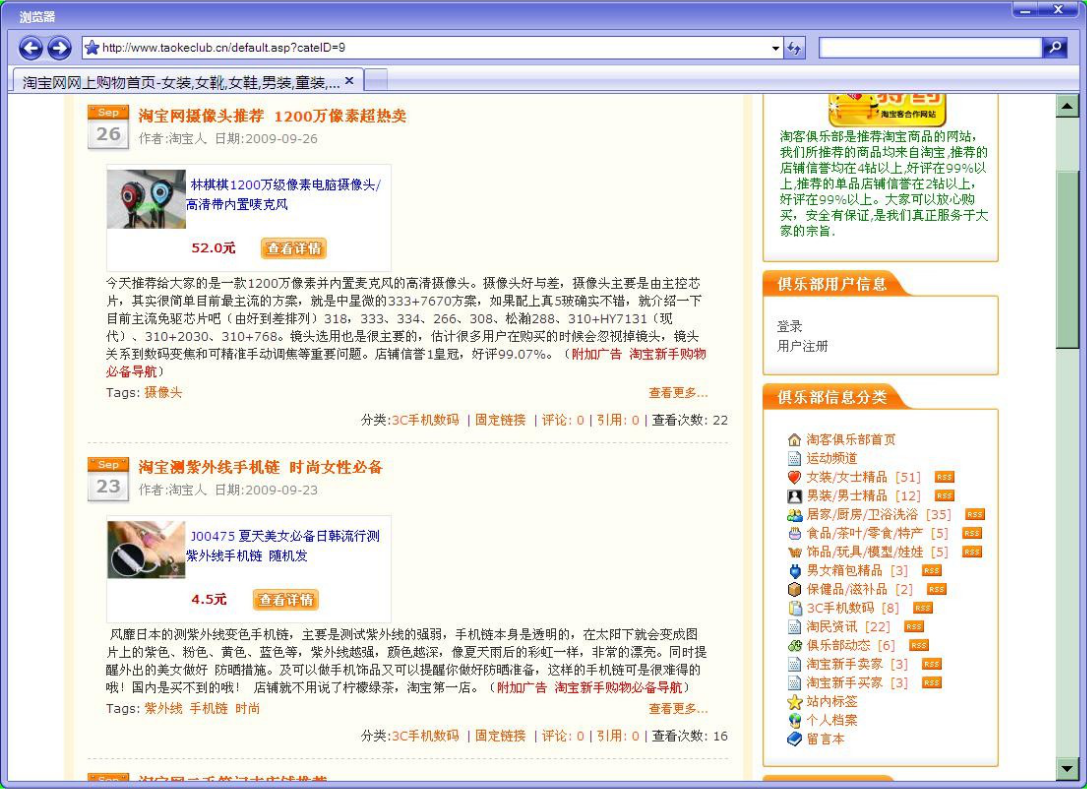 浏览器
http://www.taokeclub.cn/default.asp?cateID=9
淘宝网网上购物首页-女装,女靴,女鞋,男装,童装,...
Sep
26
淘宝网摄像头推荐 1200万像素超热卖
作者:淘宝人 日期:2009-09-26
林棋棋1200万级像素电脑摄像头/
高清带内置唛克风
52.0元
查看详情
今天推荐给大家的是一款1200万像素并内置麦克风的高清摄像头。摄像头好与差，摄像头主要是由主控芯
片，其实很简单目前最主流的方案，就是中星微的333+7670方案，如果配上真5玻确实不错，就介绍一下
目前主流免驱芯片吧（由好到差排列）318，333、334、266、308、松瀚288、310+HY7131（现
代）、310+2030、310+768。镜头选用也是很主要的，估计很多用户在购买的时候会忽视掉镜头，镜头
关系到数码变焦和可精准手动调焦等重要问题。店铺信誉1皇冠，好评99.07%。（附加广告 淘宝新手购物
必备导航）
Tags: 摄像头
查看更多...
分类:3C手机数码 | 固定链接 | 评论: 0 | 引用: 0 | 查看次数: 22
Sep
23
淘宝测紫外线手机链 时尚女性必备
作者:淘宝人 日期:2009-09-23
J00475 夏天美女必备日韩流行测
紫外线手机链 随机发
4.5元
查看详情
风靡日本的测紫外线变色手机链，主要是测试紫外线的强弱，手机链本身是透明的，在太阳下就会变成图
片上的紫色、粉色、黄色、蓝色等，紫外线越强，颜色越深，像夏天雨后的彩虹一样，非常的漂亮。同时提
醒外出的美女做好 防晒措施。及可以做手机饰品又可以提醒你做好防晒准备，这样的手机链可是很难得的
哦！国内是买不到的哦！ 店铺就不用说了柠檬绿茶，淘宝第一店。（附加广告 淘宝新手购物必备导航）
Tags: 紫外线 手机链 时尚
查看更多...
分类:3C手机数码 | 固定链接 | 评论: 0 | 引用: 0 | 查看次数: 16
Sep
淘宝网二手笔记本店铺推荐
特约
淘宝客合作网站
淘客俱乐部是推荐淘宝商品的网站，
我们所推荐的商品均来自淘宝,推荐的
店铺信誉均在4钻以上,好评在99%以
上,推荐的单品店铺信誉在2钻以上，
好评在99%以上。大家可以放心购
买，安全有保证,是我们真正服务于大
家的宗旨.
俱乐部用户信息
登录
用户注册
俱乐部信息分类
淘客俱乐部首页
运动频道
女装/女士精品 [51] RSS
男装/男士精品 [12] RSS
居家/厨房/卫浴洗浴 [35] RSS
食品/茶叶/零食/特产 [5] RSS
饰品/玩具/模型/娃娃 [5] RSS
男女箱包精品 [3] RSS
保健品/滋补品 [2] RSS
3C手机数码 [8] RSS
淘民资讯 [22] RSS
俱乐部动态 [6] RSS
淘宝新手卖家 [3] RSS
淘宝新手买家 [3] RSS
站内标签
个人档案
留言本